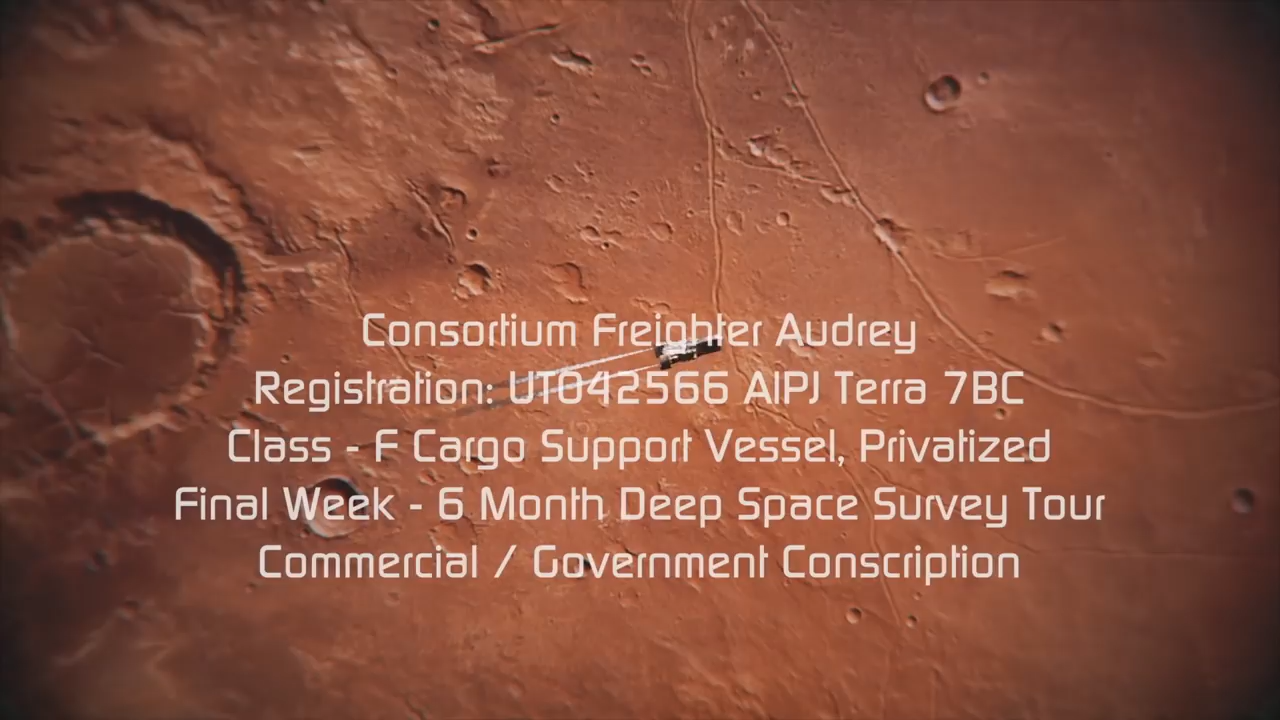 Consortium Freighter Audrey
Registration: UT042566 AIPJ Terra 7BC
Class - F Cargo Support Vessel, Privatized
Final Week - 6 Month Deep Space Survey Tour
Commercial / Government Conscription